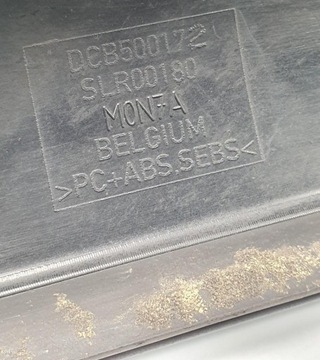 DCB500172
SLR00180
MONFA
BELGIUM
>PC+ABS.SEBS<